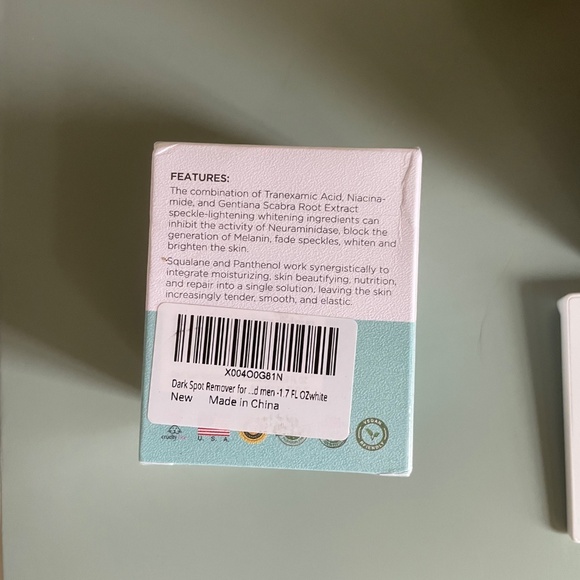 FEATURES:
The combination of Tranexamic Acid, Niacina-
mide, and Gentiana Scabra Root Extract
speckle-lightening whitening ingredients can
inhibit the activity of Neuraminidase, block the
generation of Melanin, fade speckles, whiten and
brighten the skin.
Squalane and Panthenol work synergistically to
integrate moisturizing, skin beautifying, nutrition,
and repair into a single solution, leaving the skin
increasingly tender, smooth, and elastic.
X004O0G81N
Dark Spot Remover for ...d men -1.7 FL OZwhite
New Made in China
cruelty
U.S.A.
VEGAN